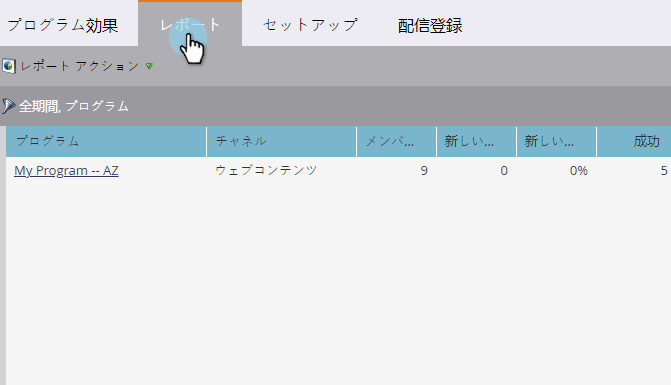 プログラム効果 レポート セットアップ 配信登録
レポート アクション
全期間, プログラム
プログラム チャネル メンバ... 新しい... 新しい... 成功
My Program -- AZ ウェブコンテンツ 9 0 0% 5